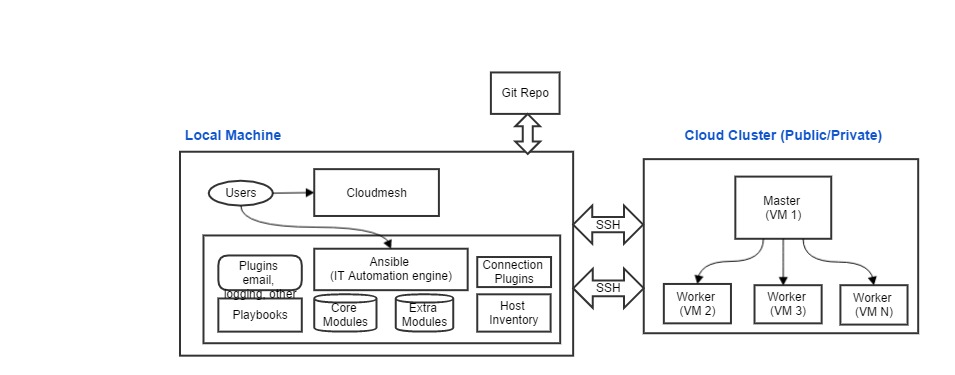 Git Repo
Local Machine
Cloud Cluster (Public/Private)
Users
Cloudmesh
Master
(VM 1)
SSH
Ansible
(IT Automation engine)
Plugins
email,
logging, other
Connection
Plugins
SSH
Playbooks
Core
Modules
Extra
Modules
Host
Inventory
Worker
(VM 2)
Worker
(VM 3)
Worker
(VM N)